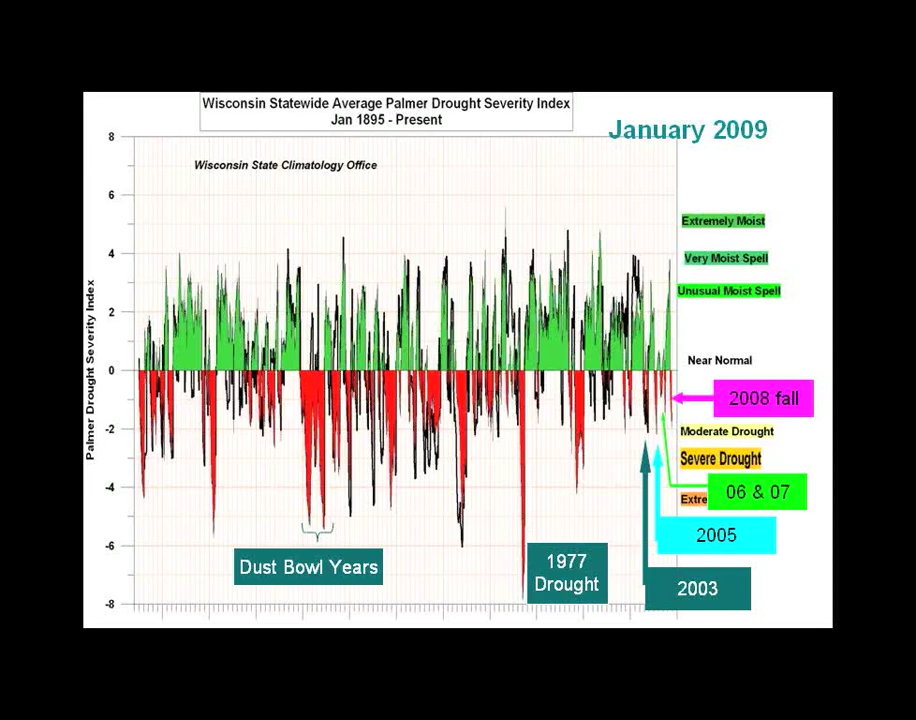 Wisconsin Statewide Average Palmer Drought Severity Index
Jan 1895 - Present
January 2009
Wisconsin State Climatology Office
Palmer Drought Severity Index
8
6
4
2
0
-2
-4
-6
-8
Extremely Moist
Very Moist Spell
Unusual Moist Spell
Near Normal
2008 fall
Moderate Drought
Severe Drought
Extre
06 & 07
2005
2003
Dust Bowl Years
1977
Drought